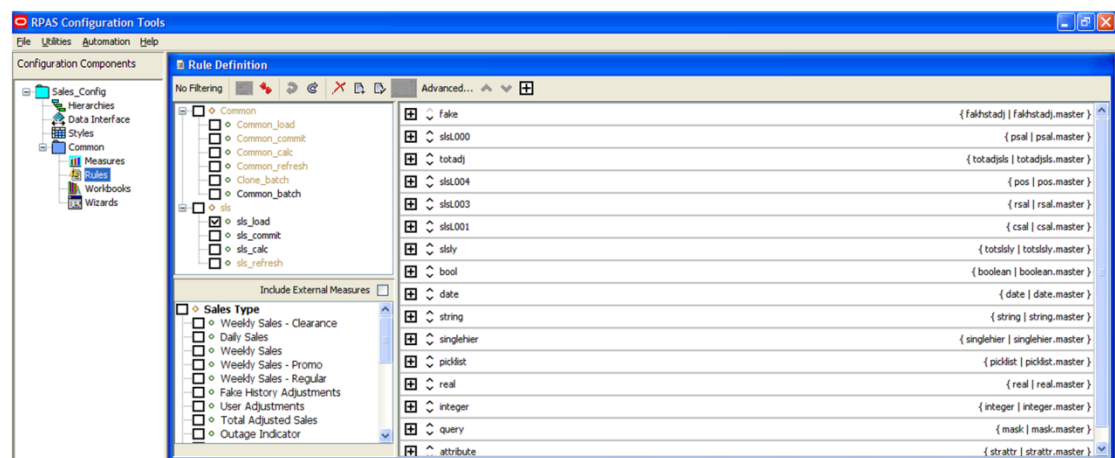 RPAS Configuration Tools
File Utilities Automation Help
Configuration Components
Sales_Config
Hierarchies
Data Interface
Styles
Common
Measures
Rules
Workbooks
Wizards
Rule Definition
No Filtering
Advanced...
Common
Common_load
Common_commit
Common_calc
Common_refresh
Clone_batch
Common_batch
sls
sls_load
sls_commit
sls_calc
sls_refresh
Include External Measures
Sales Type
Weekly Sales - Clearance
Daily Sales
Weekly Sales
Weekly Sales - Promo
Weekly Sales - Regular
Fake History Adjustments
User Adjustments
Total Adjusted Sales
Outage Indicator
fake { fakhstadj | fakhstadj.master }
slsL000 { psal | psal.master }
totadj { totadjsls | totadjsls.master }
slsL004 { pos | pos.master }
slsL003 { rsal | rsal.master }
slsL001 { csal | csal.master }
slsly { totslsly | totslsly.master }
bool { boolean | boolean.master }
date { date | date.master }
string { string | string.master }
singlehier { singlehier | singlehier.master }
picklist { picklist | picklist.master }
real { real | real.master }
integer { integer | integer.master }
query { mask | mask.master }
attribute { strattr | strattr.master }